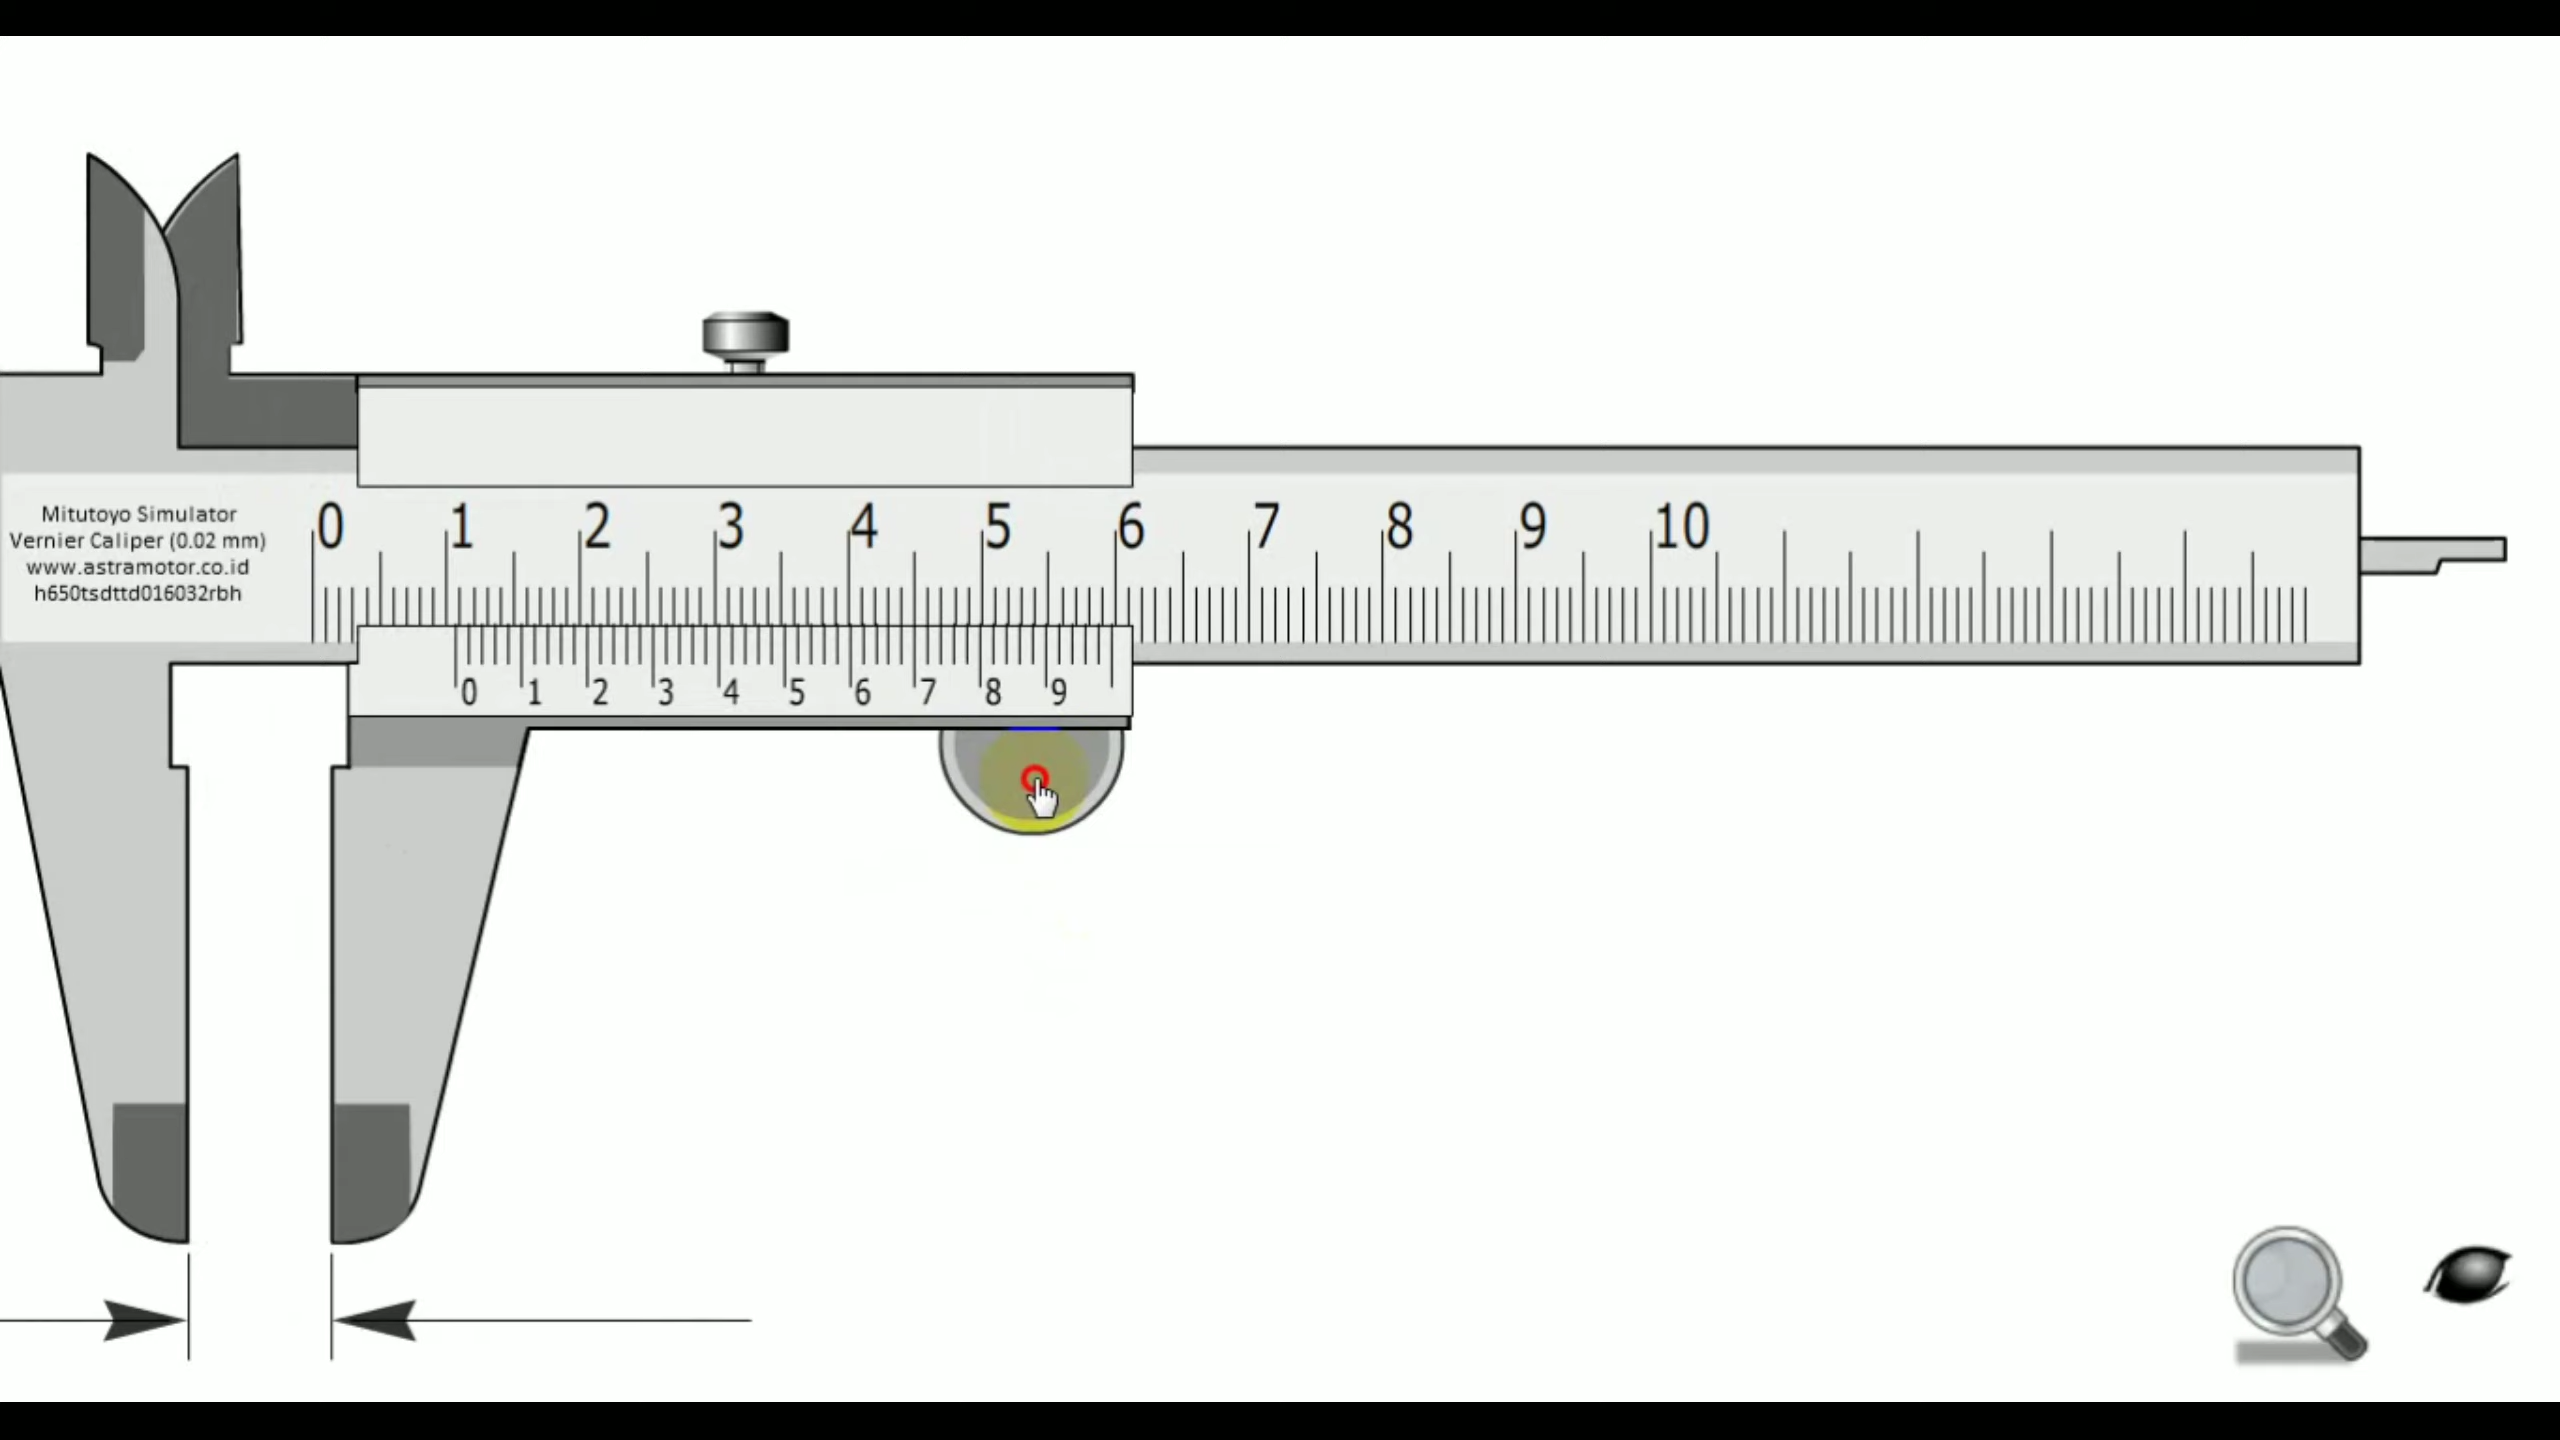 Mitutoyo Simulator
Vernier Caliper (0.02 mm)
www.astramotor.co.id
h650tsdttd016032rbh
0 1 2 3 4 5 6 7 8 9 10
0 1 2 3 4 5 6 7 8 9